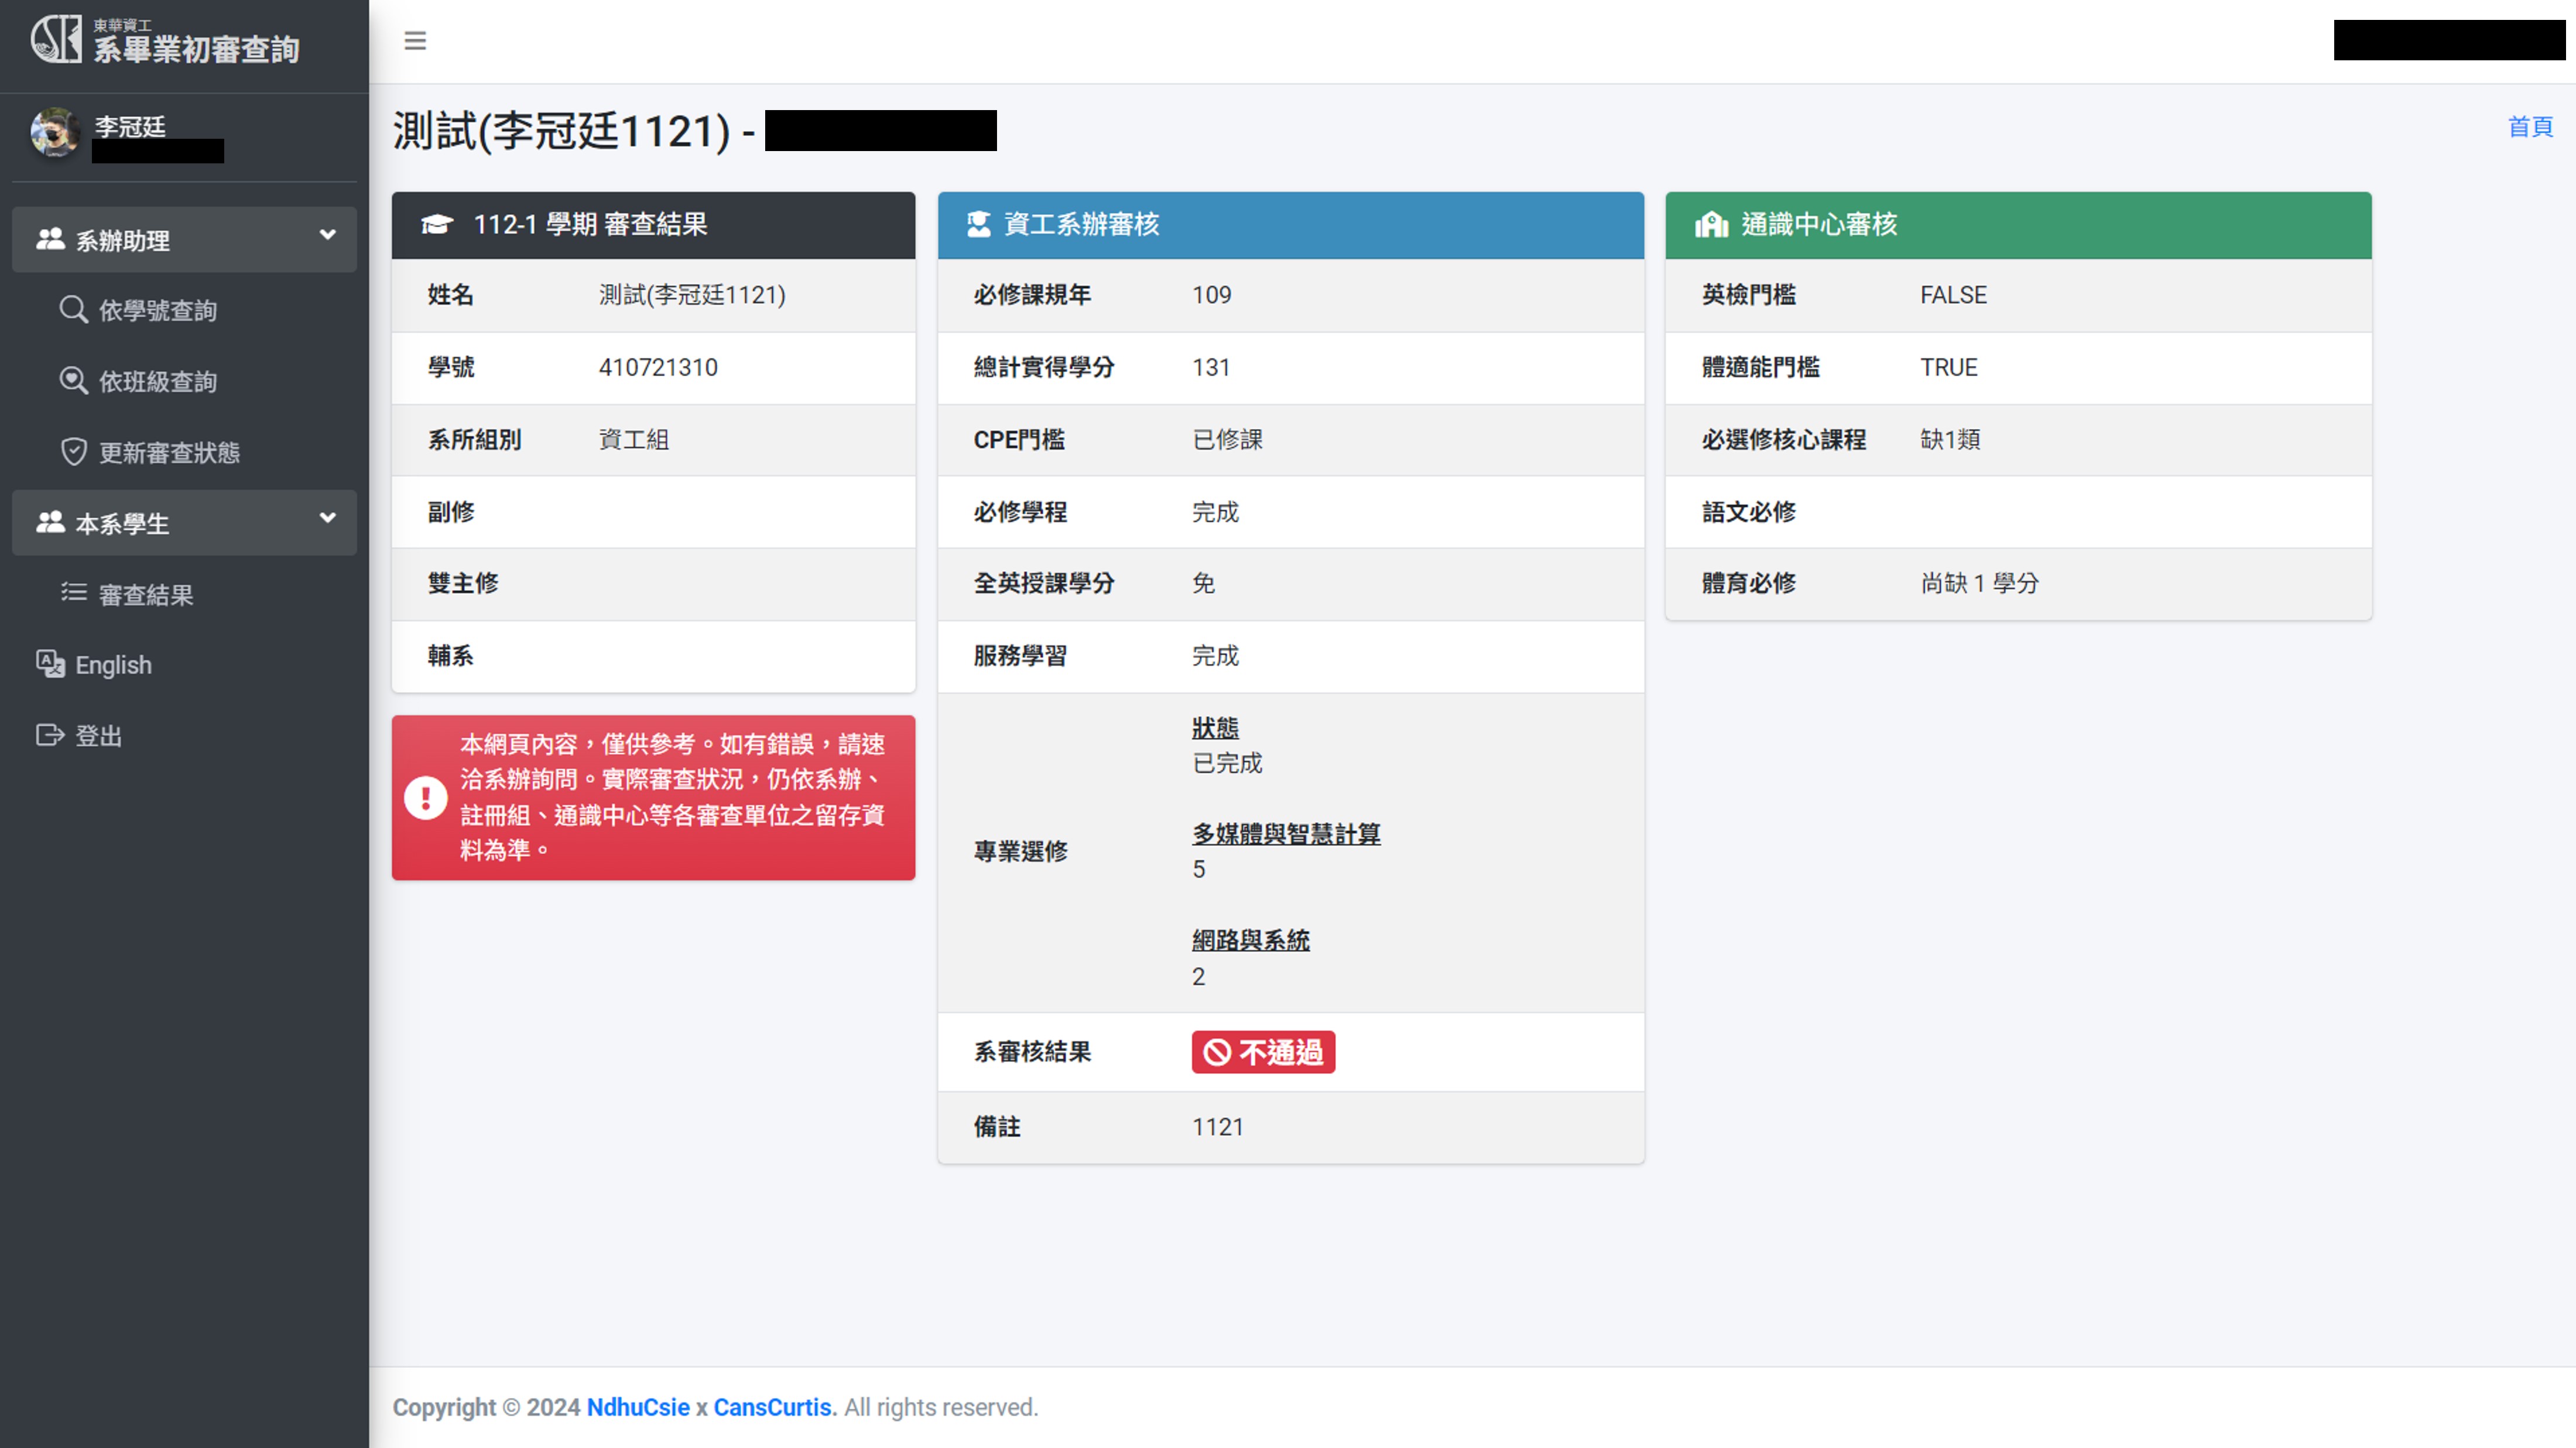 東華資工
系畢業初審查詢
李冠廷
系辦助理
依學號查詢
依班級查詢
更新審查狀態
本系學生
審查結果
English
登出
測試(李冠廷1121) -
首頁
112-1 學期 審查結果
姓名 測試(李冠廷1121)
學號 410721310
系所組別 資工組
副修
雙主修
輔系
本網頁內容，僅供參考。如有錯誤，請速
洽系辦詢問。實際審查狀況，仍依系辦、
註冊組、通識中心等各審查單位之留存資
料為準。
資工系辦審核
必修課規年 109
總計實得學分 131
CPE門檻 已修課
必修學程 完成
全英授課學分 免
服務學習 完成
專業選修
狀態
已完成
多媒體與智慧計算
5
網路與系統
2
系審核結果 不通過
備註 1121
通識中心審核
英檢門檻 FALSE
體適能門檻 TRUE
必選修核心課程 缺1類
語文必修
體育必修 尚缺 1 學分
Copyright © 2024 NdhuCsie x CansCurtis. All rights reserved.